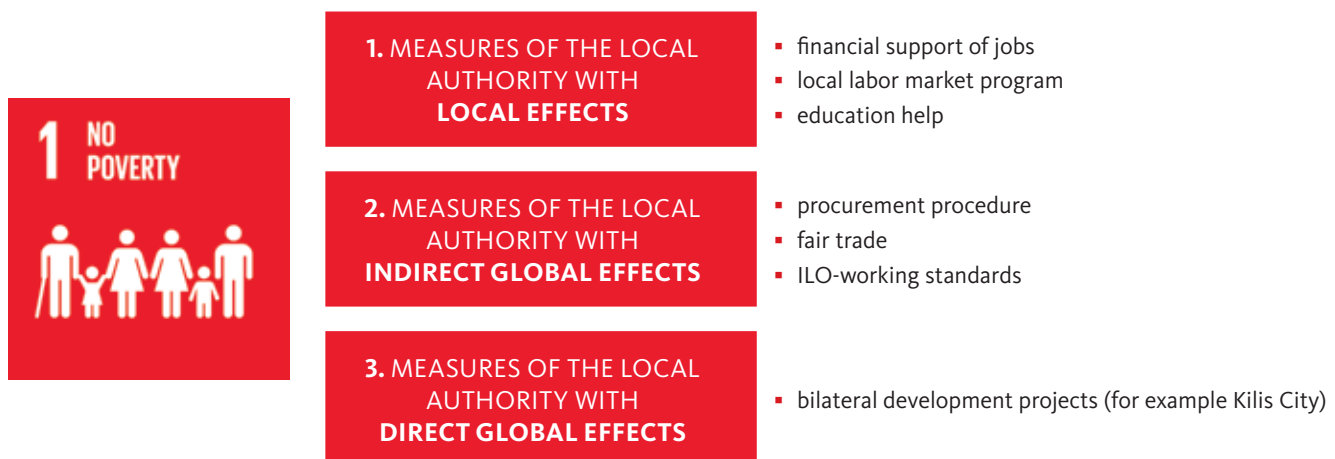 1 NO
POVERTY
1. MEASURES OF THE LOCAL
AUTHORITY WITH
LOCAL EFFECTS
▪ financial support of jobs
▪ local labor market program
▪ education help
2. MEASURES OF THE LOCAL
AUTHORITY WITH
INDIRECT GLOBAL EFFECTS
▪ procurement procedure
▪ fair trade
▪ ILO-working standards
3. MEASURES OF THE LOCAL
AUTHORITY WITH
DIRECT GLOBAL EFFECTS
▪ bilateral development projects (for example Kilis City)